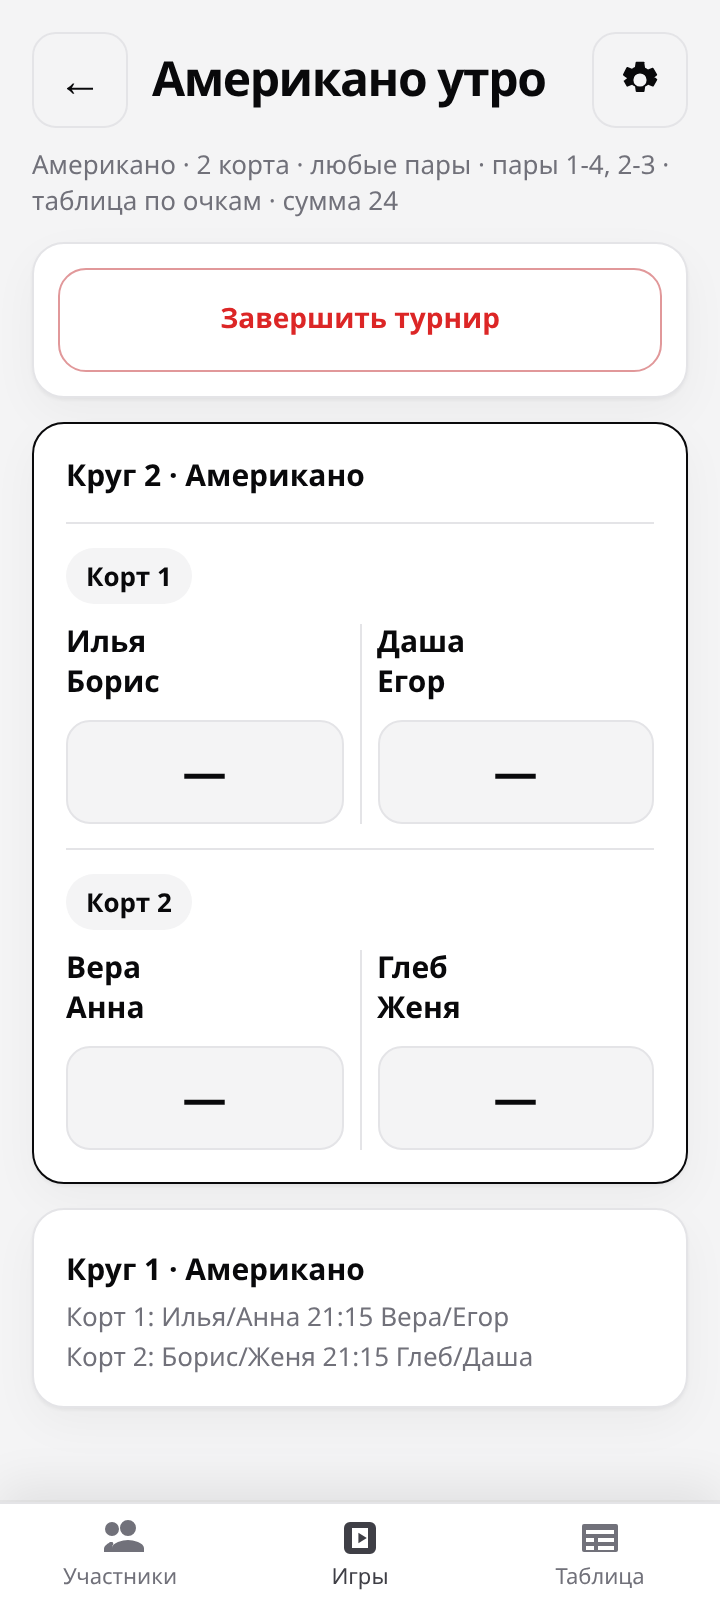 ← Американо утро
Американо · 2 корта · любые пары · пары 1-4, 2-3 ·
таблица по очкам · сумма 24
Завершить турнир
Круг 2 · Американо
Корт 1
Илья
Борис
Даша
Егор
—
—
Корт 2
Вера
Анна
Глеб
Женя
—
—
Круг 1 · Американо
Корт 1: Илья/Анна 21:15 Вера/Егор
Корт 2: Борис/Женя 21:15 Глеб/Даша
Участники
Игры
Таблица